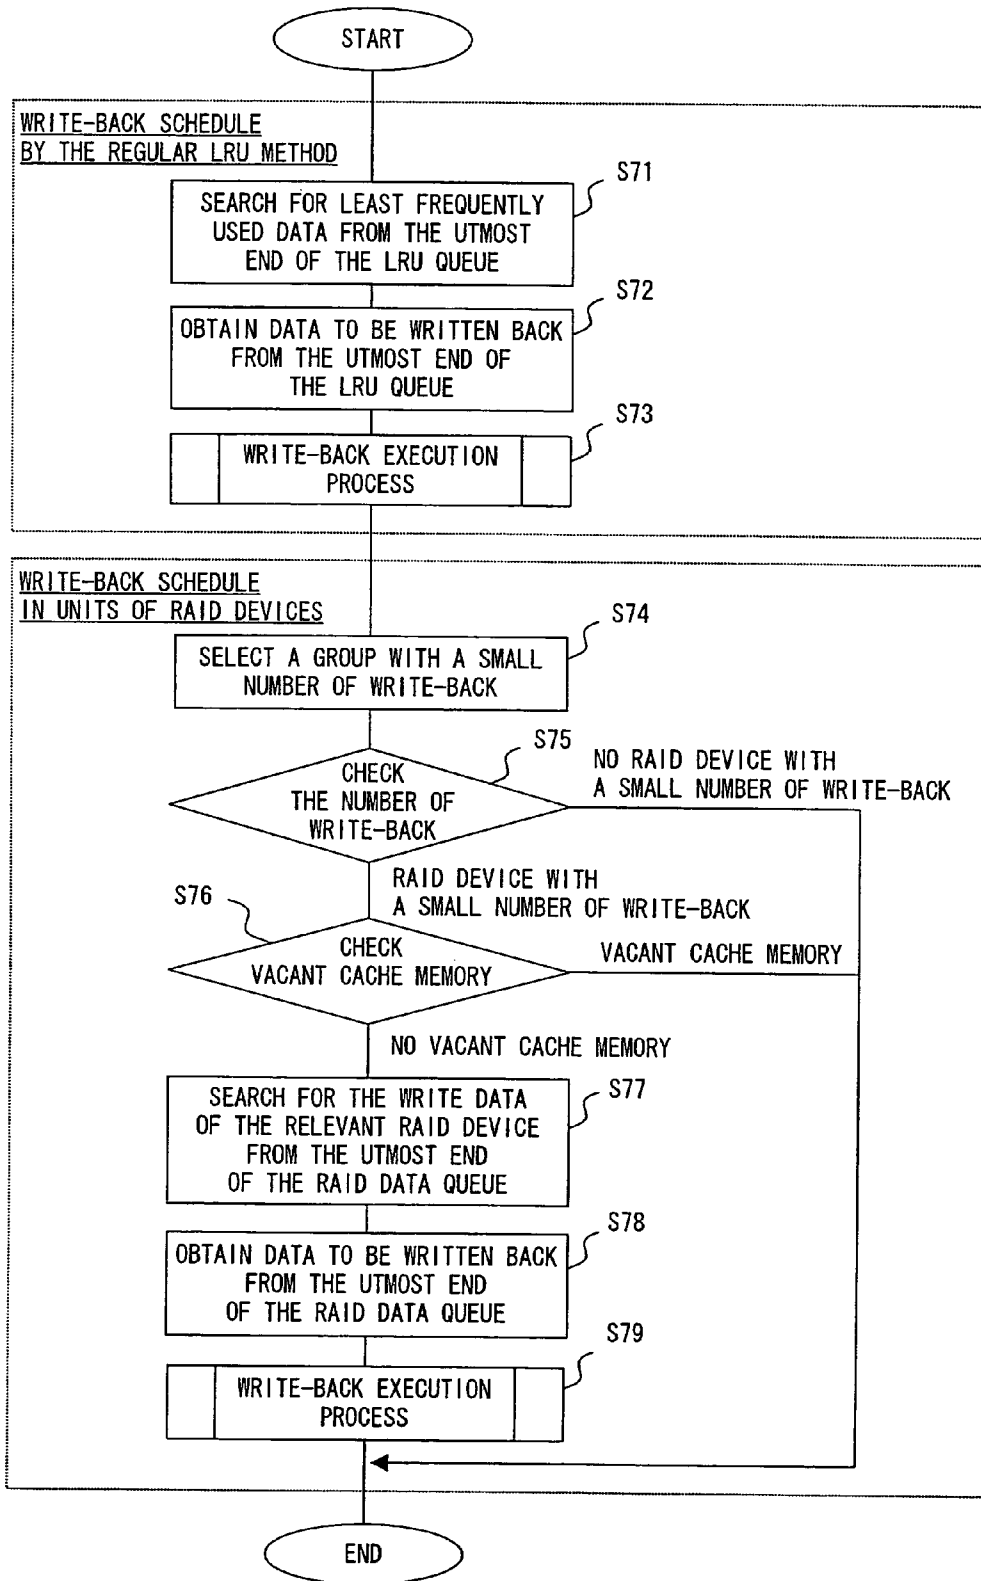 START
WRITE-BACK SCHEDULE
BY THE REGULAR LRU METHOD
S71
SEARCH FOR LEAST FREQUENTLY
USED DATA FROM THE UTMOST
END OF THE LRU QUEUE
S72
OBTAIN DATA TO BE WRITTEN BACK
FROM THE UTMOST END OF
THE LRU QUEUE
S73
WRITE-BACK EXECUTION
PROCESS
WRITE-BACK SCHEDULE
IN UNITS OF RAID DEVICES
S74
SELECT A GROUP WITH A SMALL
NUMBER OF WRITE-BACK
S75
CHECK
THE NUMBER OF
WRITE-BACK
NO RAID DEVICE WITH
A SMALL NUMBER OF WRITE-BACK
RAID DEVICE WITH
A SMALL NUMBER OF WRITE-BACK
S76
CHECK
VACANT CACHE MEMORY
VACANT CACHE MEMORY
NO VACANT CACHE MEMORY
S77
SEARCH FOR THE WRITE DATA
OF THE RELEVANT RAID DEVICE
FROM THE UTMOST END
OF THE RAID DATA QUEUE
S78
OBTAIN DATA TO BE WRITTEN BACK
FROM THE UTMOST END
OF THE RAID DATA QUEUE
S79
WRITE-BACK EXECUTION
PROCESS
END